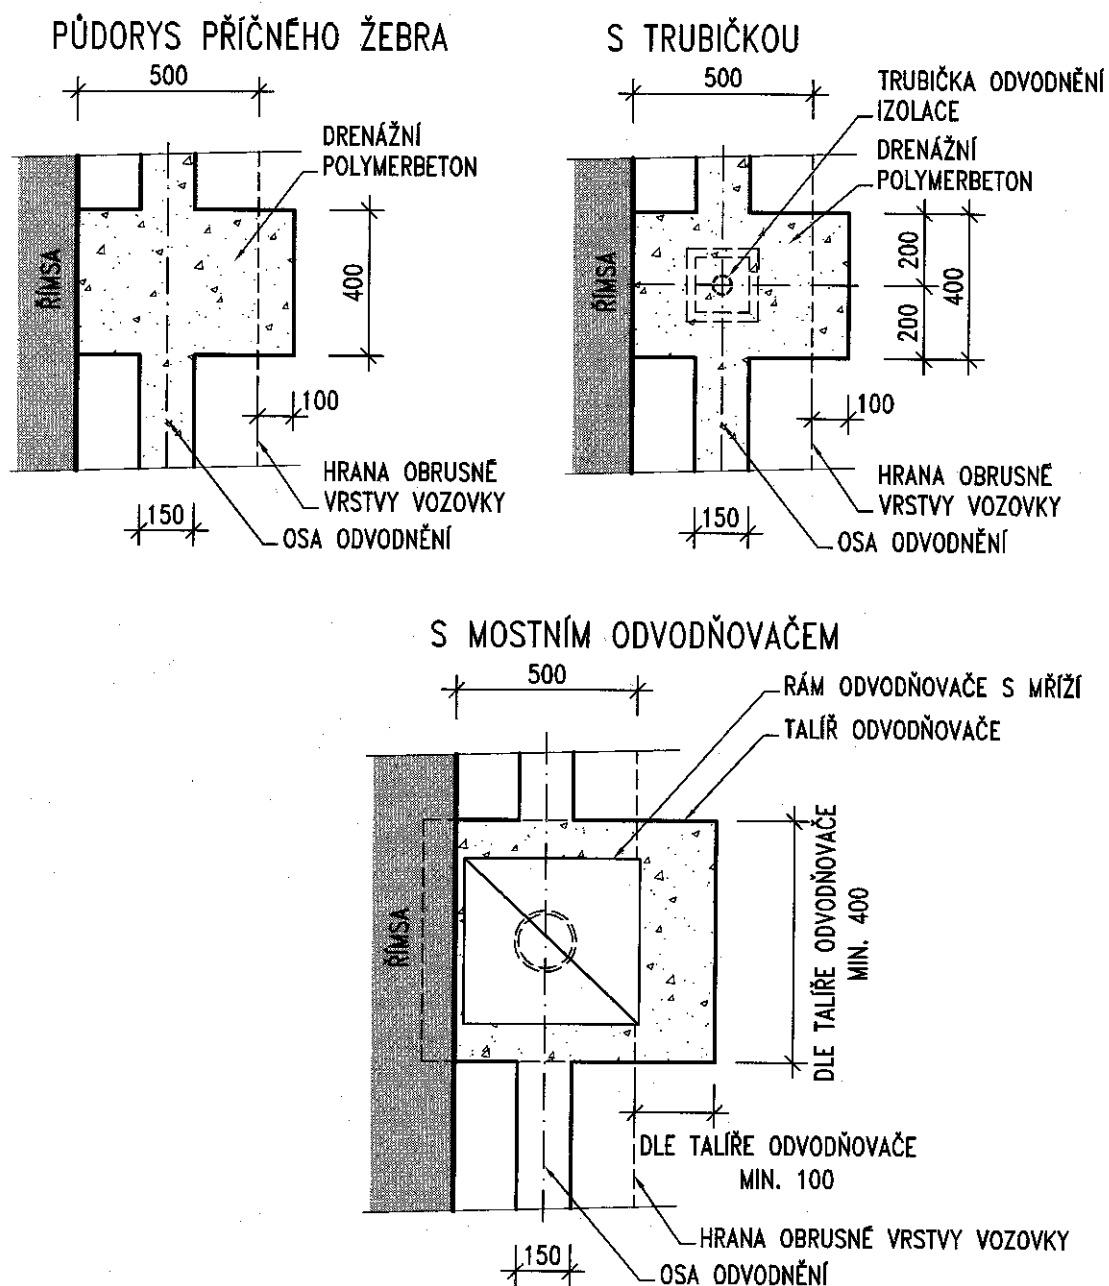 PŮDORYS PŘÍČNÉHO ŽEBRA
500
DRENÁŽNÍ
POLYMERBETON
ŘÍMSA
400
100
HRANA OBRUSNÉ
VRSTVY VOZOVKY
150
OSA ODVODNĚNÍ
S TRUBIČKOU
500
TRUBIČKA ODVODNĚNÍ
IZOLACE
DRENÁŽNÍ
POLYMERBETON
ŘÍMSA
200
200
400
100
HRANA OBRUSNÉ
VRSTVY VOZOVKY
150
OSA ODVODNĚNÍ
S MOSTNÍM ODVODŇOVAČEM
500
RÁM ODVODŇOVAČE S MŘÍŽÍ
TALÍŘ ODVODŇOVAČE
ŘÍMSA
DLE TALÍŘE ODVODŇOVAČE
MIN. 400
DLE TALÍŘE ODVODŇOVAČE
MIN. 100
HRANA OBRUSNÉ VRSTVY VOZOVKY
150
OSA ODVODNĚNÍ